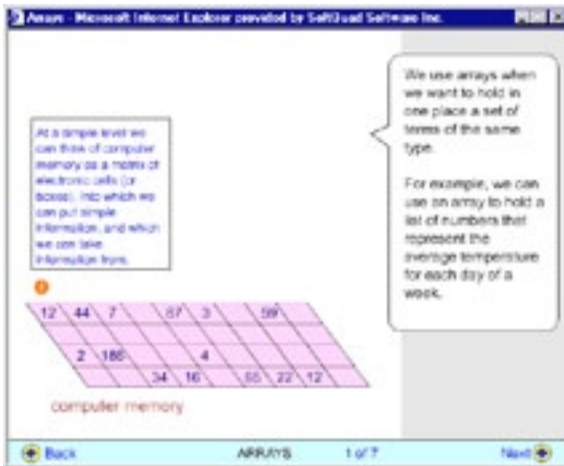 Arrays - Microsoft Internet Explorer provided by SoftQuad Software Inc.
We use arrays when
we want to hold in
one place a set of
terms of the same
type.
For example, we can
use an array to hold a
list of numbers that
represent the
average temperature
for each day of a
week.
At a simple level we
can think of computer
memory as a matrix of
electronic cells (or
boxes), into which we
can put simple
information, and which
we can take
information from.
12 44 7 87 3 99
2 186 4
34 16 55 22 12
computer memory
Back ARRAYS 1 of 7 Next